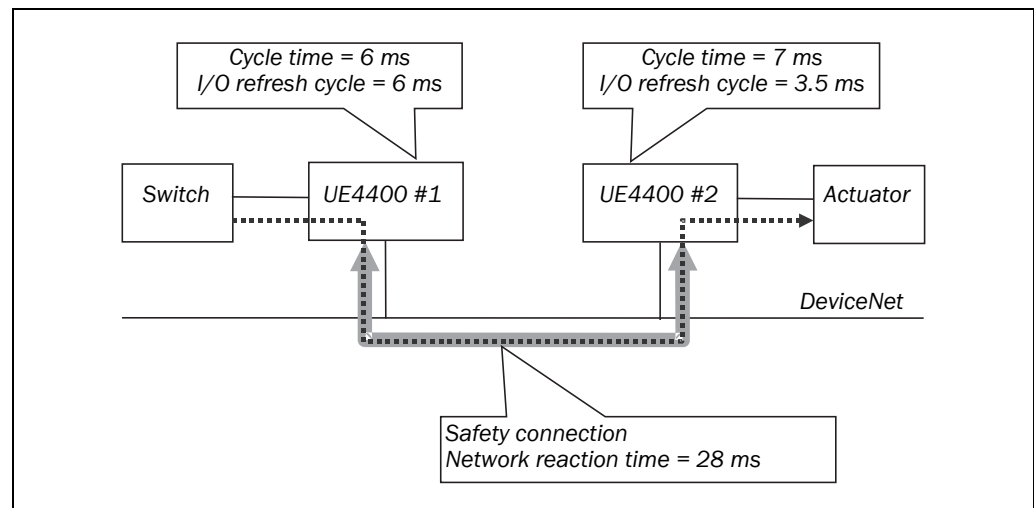 Cycle time = 6 ms
I/O refresh cycle = 6 ms
Cycle time = 7 ms
I/O refresh cycle = 3.5 ms
Switch
UE4400 #1
UE4400 #2
Actuator
DeviceNet
Safety connection
Network reaction time = 28 ms